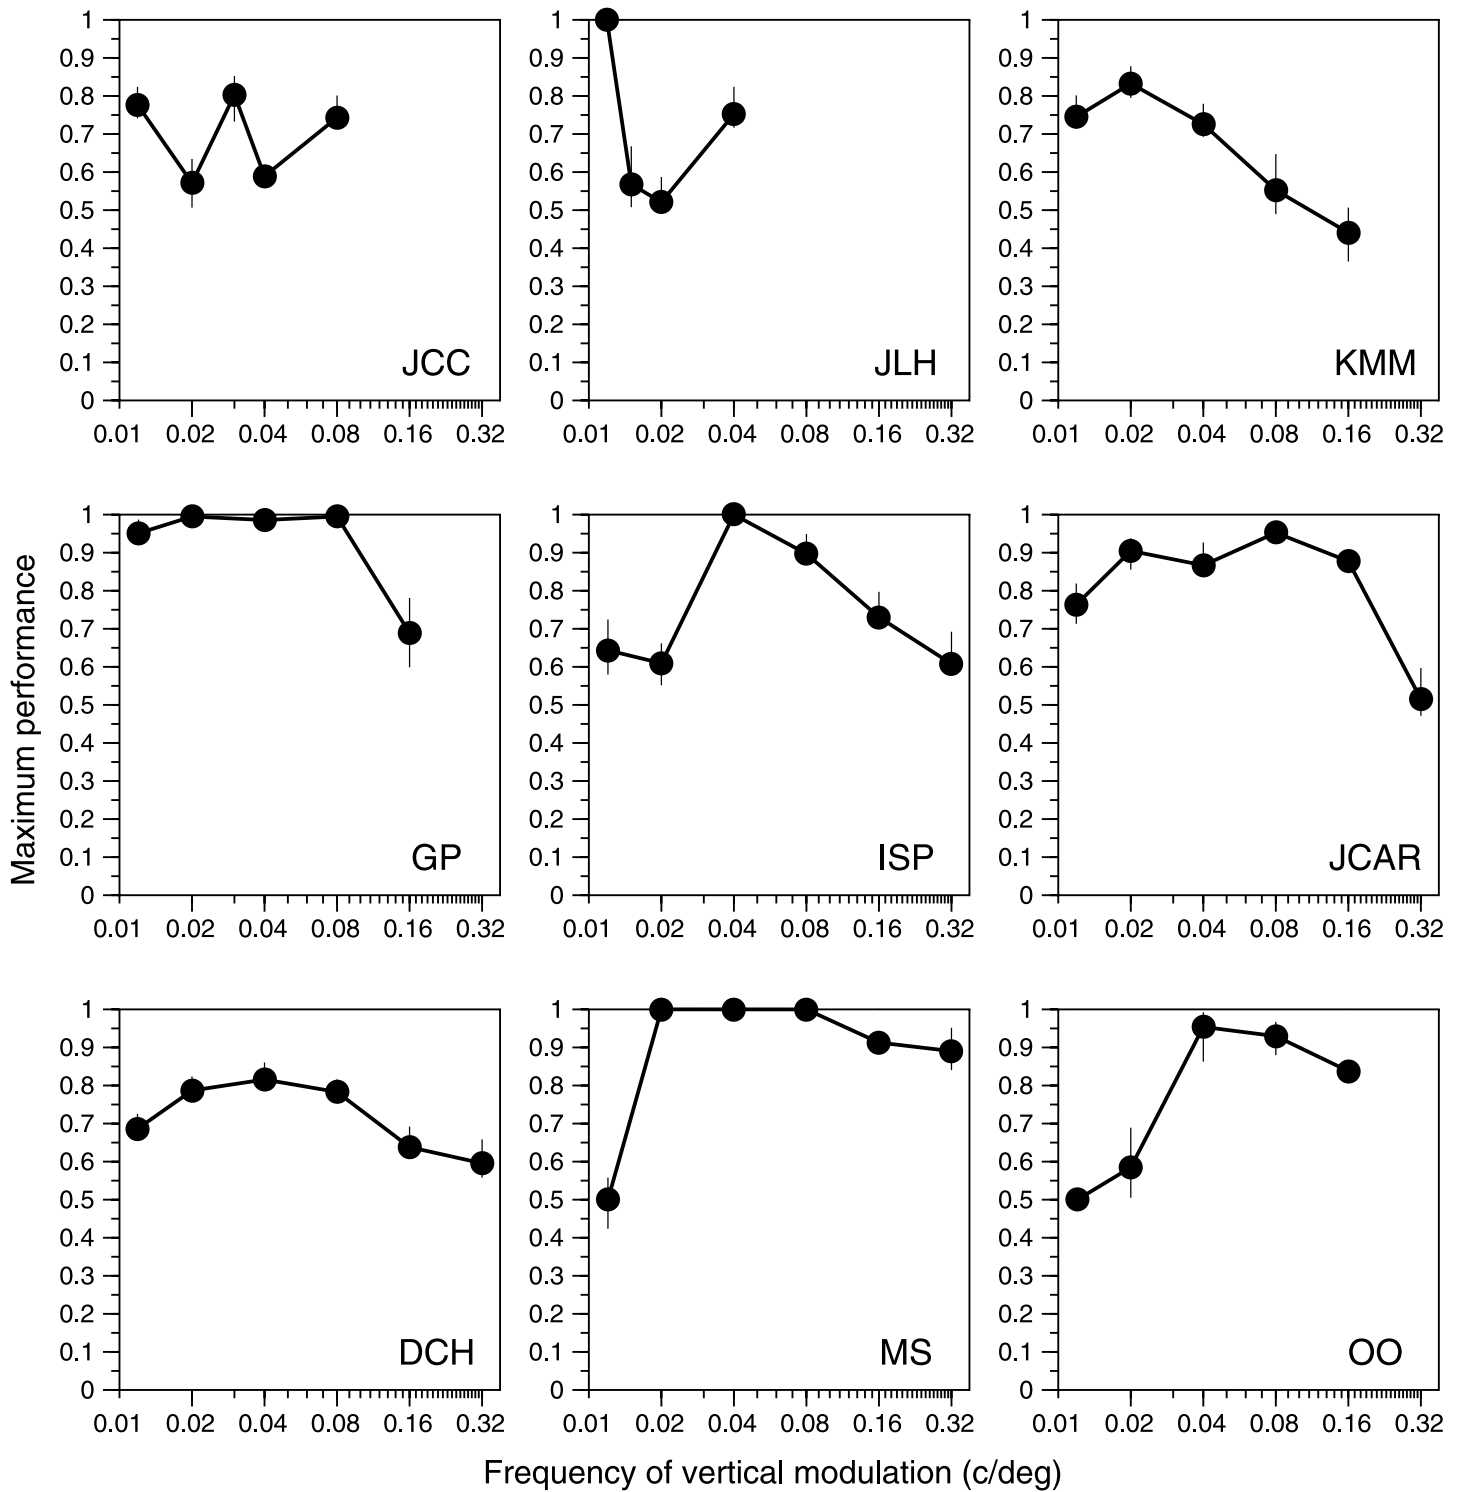 1 1 1
0.9 0.9 0.9
0.8 0.8 0.8
0.7 0.7 0.7
0.6 0.6 0.6
0.5 0.5 0.5
0.4 0.4 0.4
0.3 0.3 0.3
0.2 0.2 0.2
0.1 JCC 0.1 JLH 0.1 KMM
0 0 0
0.01 0.02 0.04 0.08 0.16 0.32 0.01 0.02 0.04 0.08 0.16 0.32 0.01 0.02 0.04 0.08 0.16 0.32
Maximum performance
1 1 1
0.9 0.9 0.9
0.8 0.8 0.8
0.7 0.7 0.7
0.6 0.6 0.6
0.5 0.5 0.5
0.4 0.4 0.4
0.3 0.3 0.3
0.2 0.2 0.2
0.1 GP 0.1 ISP 0.1 JCAR
0 0 0
0.01 0.02 0.04 0.08 0.16 0.32 0.01 0.02 0.04 0.08 0.16 0.32 0.01 0.02 0.04 0.08 0.16 0.32
1 1 1
0.9 0.9 0.9
0.8 0.8 0.8
0.7 0.7 0.7
0.6 0.6 0.6
0.5 0.5 0.5
0.4 0.4 0.4
0.3 0.3 0.3
0.2 0.2 0.2
0.1 DCH 0.1 MS 0.1 OO
0 0 0
0.01 0.02 0.04 0.08 0.16 0.32 0.01 0.02 0.04 0.08 0.16 0.32 0.01 0.02 0.04 0.08 0.16 0.32
Frequency of vertical modulation (c/deg)